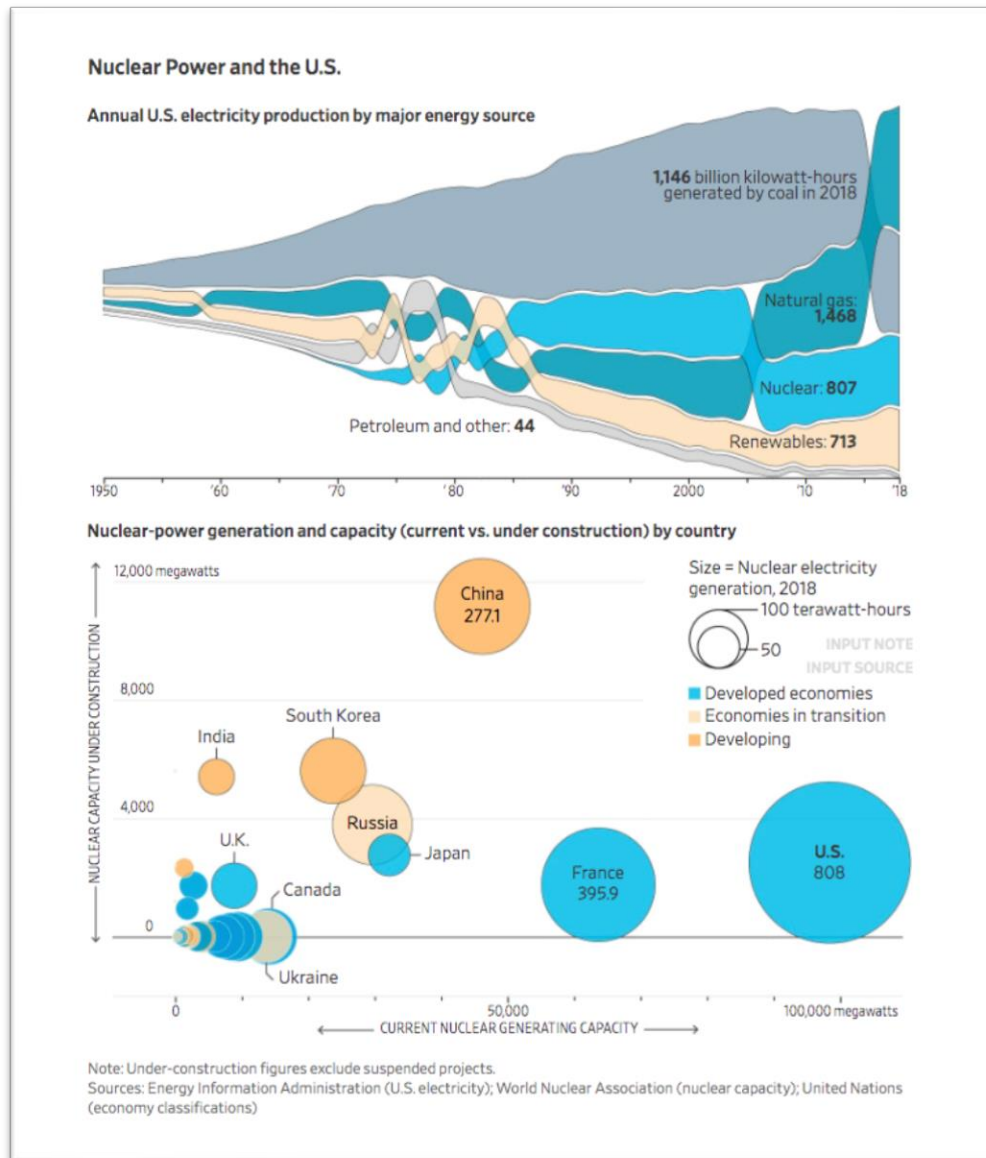 Nuclear Power and the U.S.
Annual U.S. electricity production by major energy source
1,146 billion kilowatt-hours
generated by coal in 2018
Natural gas:
1,468
Nuclear: 807
Petroleum and other: 44
Renewables: 713
1950
'60
'70
'80
'90
2000
'10
'18
Nuclear-power generation and capacity (current vs. under construction) by country
12,000 megawatts
8,000
4,000
0
NUCLEAR CAPACITY UNDER CONSTRUCTION
Size = Nuclear electricity
generation, 2018
100 terawatt-hours
50
INPUT NOTE
INPUT SOURCE
Developed economies
Economies in transition
Developing
China
277.1
South Korea
India
Russia
Japan
U.K.
Canada
Ukraine
France
395.9
U.S.
808
0
50,000
100,000 megawatts
CURRENT NUCLEAR GENERATING CAPACITY
Note: Under-construction figures exclude suspended projects.
Sources: Energy Information Administration (U.S. electricity); World Nuclear Association (nuclear capacity); United Nations
(economy classifications)